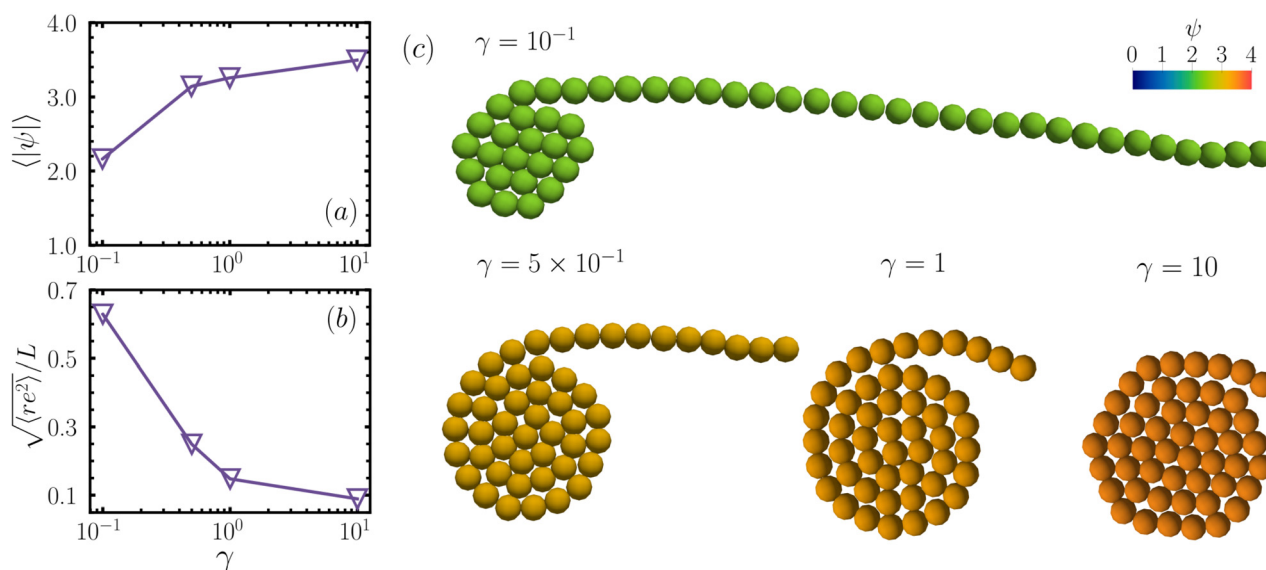 4.0
3.0
2.0
1.0
⟨|ψ|⟩
(a)
10⁻¹ 10⁰ 10¹
0.7
0.5
0.3
0.1
√⟨re²⟩/L
(b)
10⁻¹ 10⁰ 10¹
γ
(c)
γ = 10⁻¹
ψ
0 1 2 3 4
γ = 5 × 10⁻¹
γ = 1
γ = 10